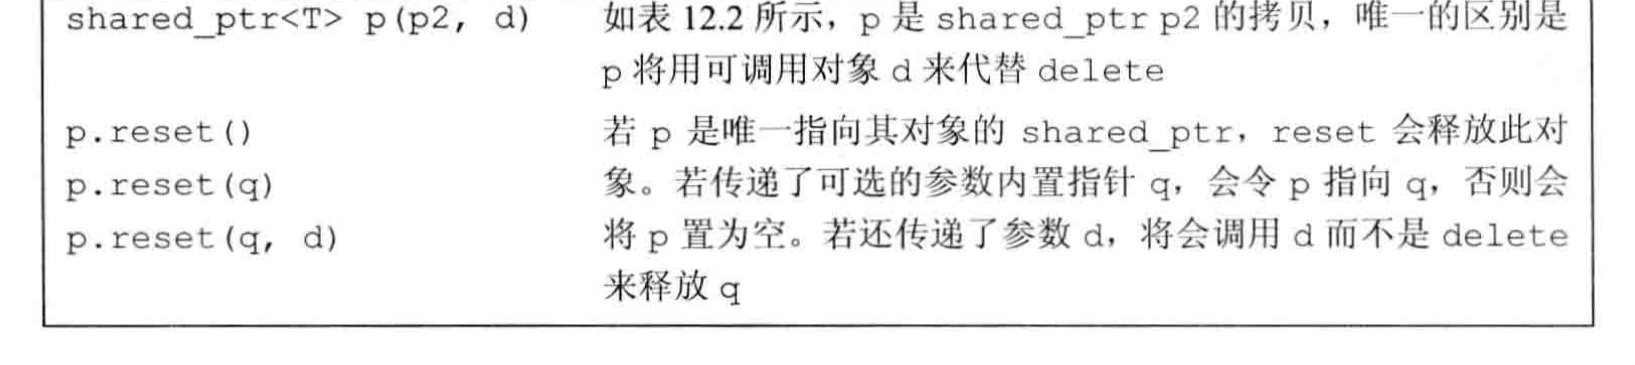 shared_ptr<T> p(p2, d) 如表 12.2 所示，p 是 shared_ptr p2 的拷贝，唯一的区别是
p 将用可调用对象 d 来代替 delete
p.reset() 若 p 是唯一指向其对象的 shared_ptr，reset 会释放此对
p.reset(q) 象。若传递了可选的参数内置指针 q，会令 p 指向 q，否则会
p.reset(q, d) 将 p 置为空。若还传递了参数 d，将会调用 d 而不是 delete
来释放 q